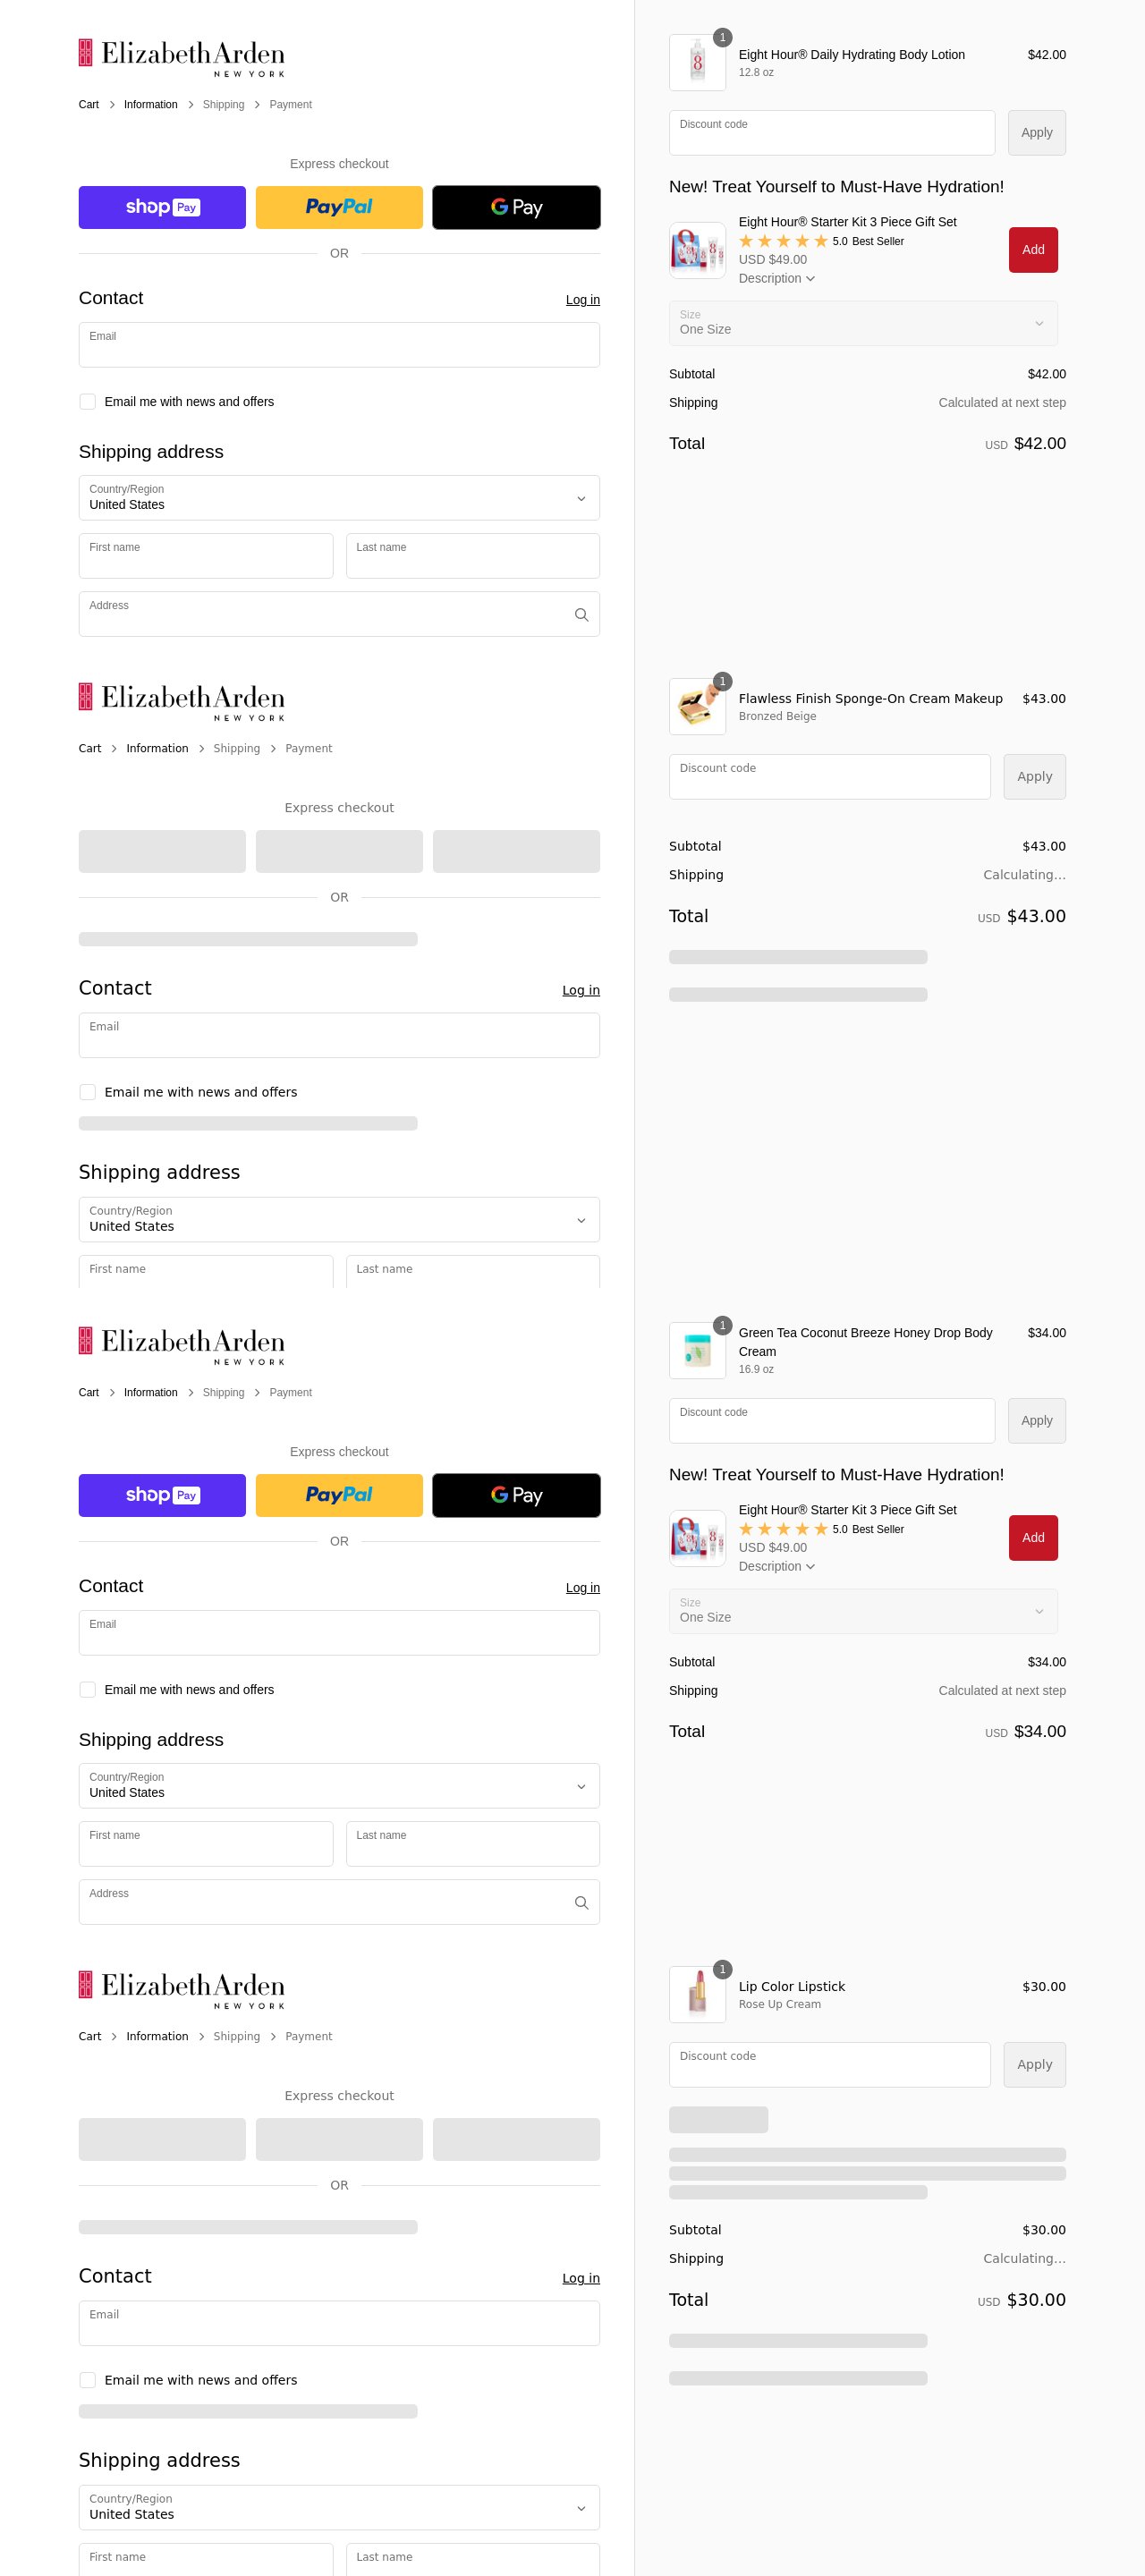 Elizabeth Arden
NEW YORK
Cart > Information > Shipping > Payment
Express checkout
shop Pay
PayPal
G Pay
OR
Contact
Log in
Email
Email me with news and offers
Shipping address
Country/Region
United States
First name
Last name
Address
1
Eight Hour® Daily Hydrating Body Lotion
$42.00
12.8 oz
Discount code
Apply
New! Treat Yourself to Must-Have Hydration!
Eight Hour® Starter Kit 3 Piece Gift Set
5.0 Best Seller
USD $49.00
Description
Add
Size
One Size
Subtotal
$42.00
Shipping
Calculated at next step
Total
USD $42.00
Elizabeth Arden
NEW YORK
Cart > Information > Shipping > Payment
Express checkout
OR
Contact
Log in
Email
Email me with news and offers
Shipping address
Country/Region
United States
First name
Last name
1
Flawless Finish Sponge-On Cream Makeup
$43.00
Bronzed Beige
Discount code
Apply
Subtotal
$43.00
Shipping
Calculating...
Total
USD $43.00
Elizabeth Arden
NEW YORK
Cart > Information > Shipping > Payment
Express checkout
shop Pay
PayPal
G Pay
OR
Contact
Log in
Email
Email me with news and offers
Shipping address
Country/Region
United States
First name
Last name
Address
1
Green Tea Coconut Breeze Honey Drop Body
Cream
$34.00
16.9 oz
Discount code
Apply
New! Treat Yourself to Must-Have Hydration!
Eight Hour® Starter Kit 3 Piece Gift Set
5.0 Best Seller
USD $49.00
Description
Add
Size
One Size
Subtotal
$34.00
Shipping
Calculated at next step
Total
USD $34.00
Elizabeth Arden
NEW YORK
Cart > Information > Shipping > Payment
Express checkout
OR
Contact
Log in
Email
Email me with news and offers
Shipping address
Country/Region
United States
First name
Last name
1
Lip Color Lipstick
$30.00
Rose Up Cream
Discount code
Apply
Subtotal
$30.00
Shipping
Calculating...
Total
USD $30.00